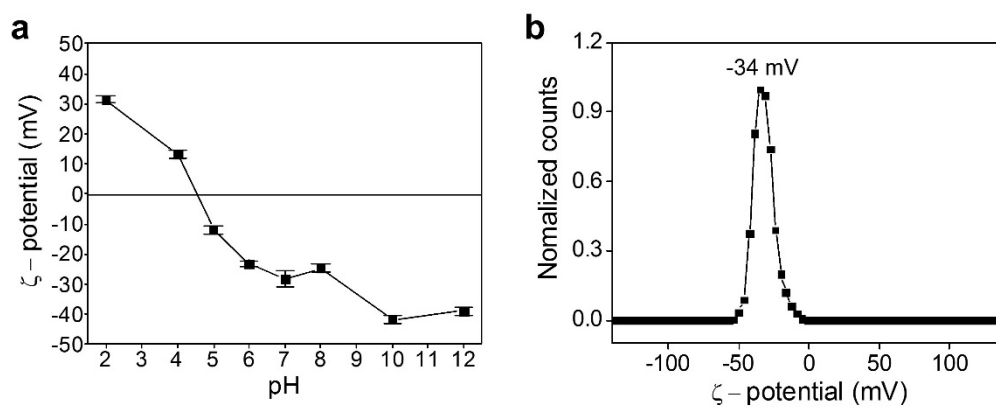 a
50
40
30
20
10
0
-10
-20
-30
-40
-50
ζ – potential (mV)
2 3 4 5 6 7 8 9 10 11 12
pH
b
-34 mV
1.2
0.9
0.6
0.3
0.0
Nomalized counts
-100 -50 0 50 100
ζ – potential (mV)